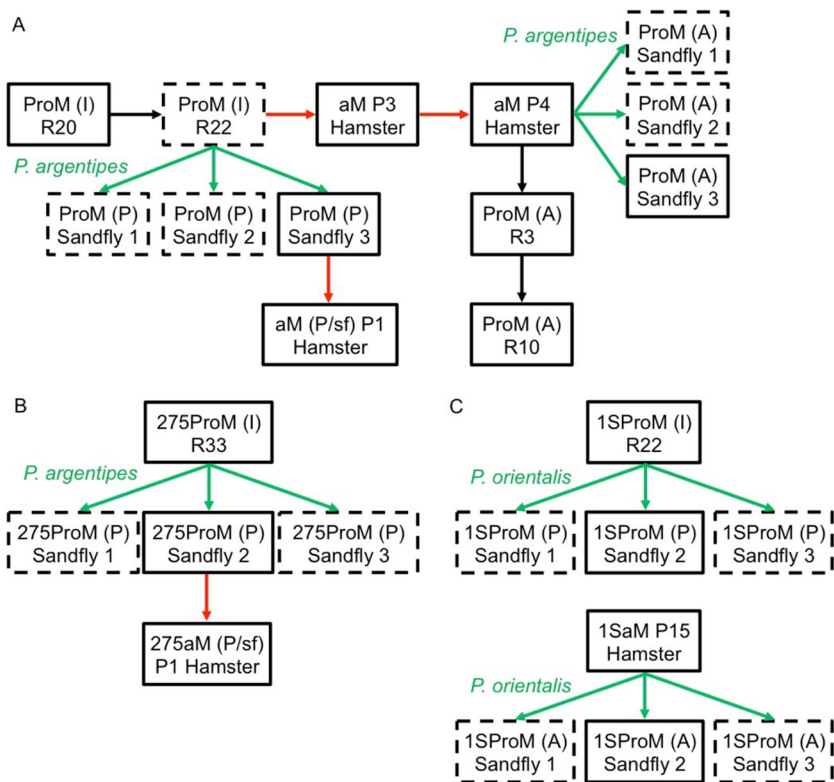 A
P. argentipes
ProM (A)
Sandfly 1
ProM (I)
R20
ProM (I)
R22
aM P3
Hamster
aM P4
Hamster
ProM (A)
Sandfly 2
P. argentipes
ProM (P)
Sandfly 1
ProM (P)
Sandfly 2
ProM (P)
Sandfly 3
ProM (A)
R3
ProM (A)
Sandfly 3
aM (P/sf) P1
Hamster
ProM (A)
R10
B
275ProM (I)
R33
P. argentipes
275ProM (P)
Sandfly 1
275ProM (P)
Sandfly 2
275ProM (P)
Sandfly 3
275aM (P/sf)
P1 Hamster
C
1SProM (I)
R22
P. orientalis
1SProM (P)
Sandfly 1
1SProM (P)
Sandfly 2
1SProM (P)
Sandfly 3
1SaM P15
Hamster
P. orientalis
1SProM (A)
Sandfly 1
1SProM (A)
Sandfly 2
1SProM (A)
Sandfly 3